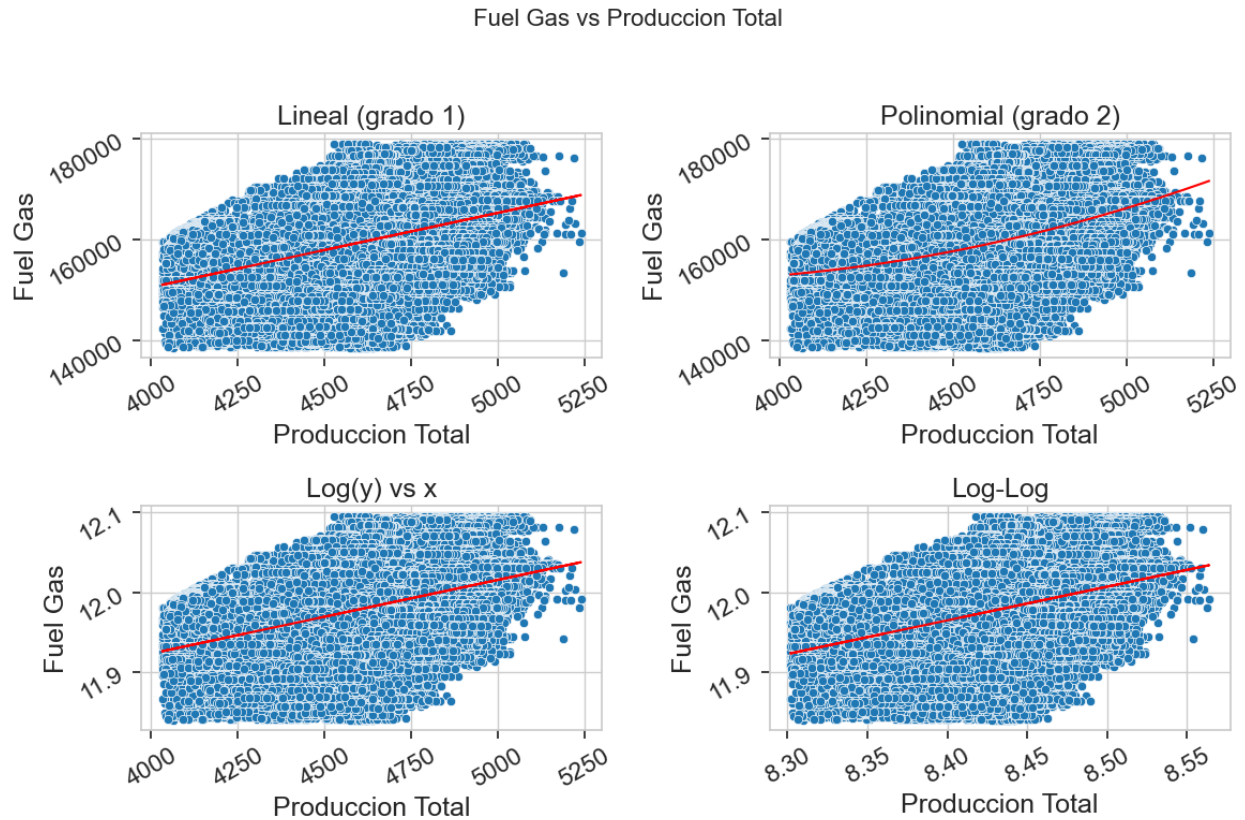 Fuel Gas vs Produccion Total
Lineal (grado 1)
Fuel Gas
180000
160000
140000
4000 4250 4500 4750 5000 5250
Produccion Total
Polinomial (grado 2)
Fuel Gas
180000
160000
140000
4000 4250 4500 4750 5000 5250
Produccion Total
Log(y) vs x
Fuel Gas
12.1
12.0
11.9
4000 4250 4500 4750 5000 5250
Produccion Total
Log-Log
Fuel Gas
12.1
12.0
11.9
8.30 8.35 8.40 8.45 8.50 8.55
Produccion Total